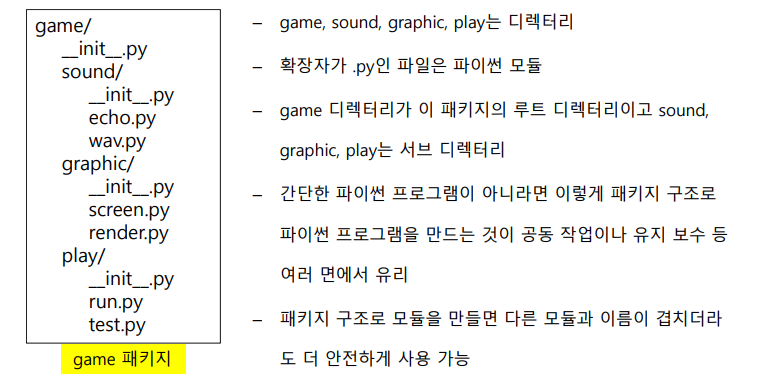 game/
__init__.py
sound/
__init__.py
echo.py
wav.py
graphic/
__init__.py
screen.py
render.py
play/
__init__.py
run.py
test.py
game 패키지
– game, sound, graphic, play는 디렉터리
– 확장자가 .py인 파일은 파이썬 모듈
– game 디렉터리가 이 패키지의 루트 디렉터리이고 sound,
graphic, play는 서브 디렉터리
– 간단한 파이썬 프로그램이 아니라면 이렇게 패키지 구조로
파이썬 프로그램을 만드는 것이 공동 작업이나 유지 보수 등
여러 면에서 유리
– 패키지 구조로 모듈을 만들면 다른 모듈과 이름이 겹치더라
도 더 안전하게 사용 가능